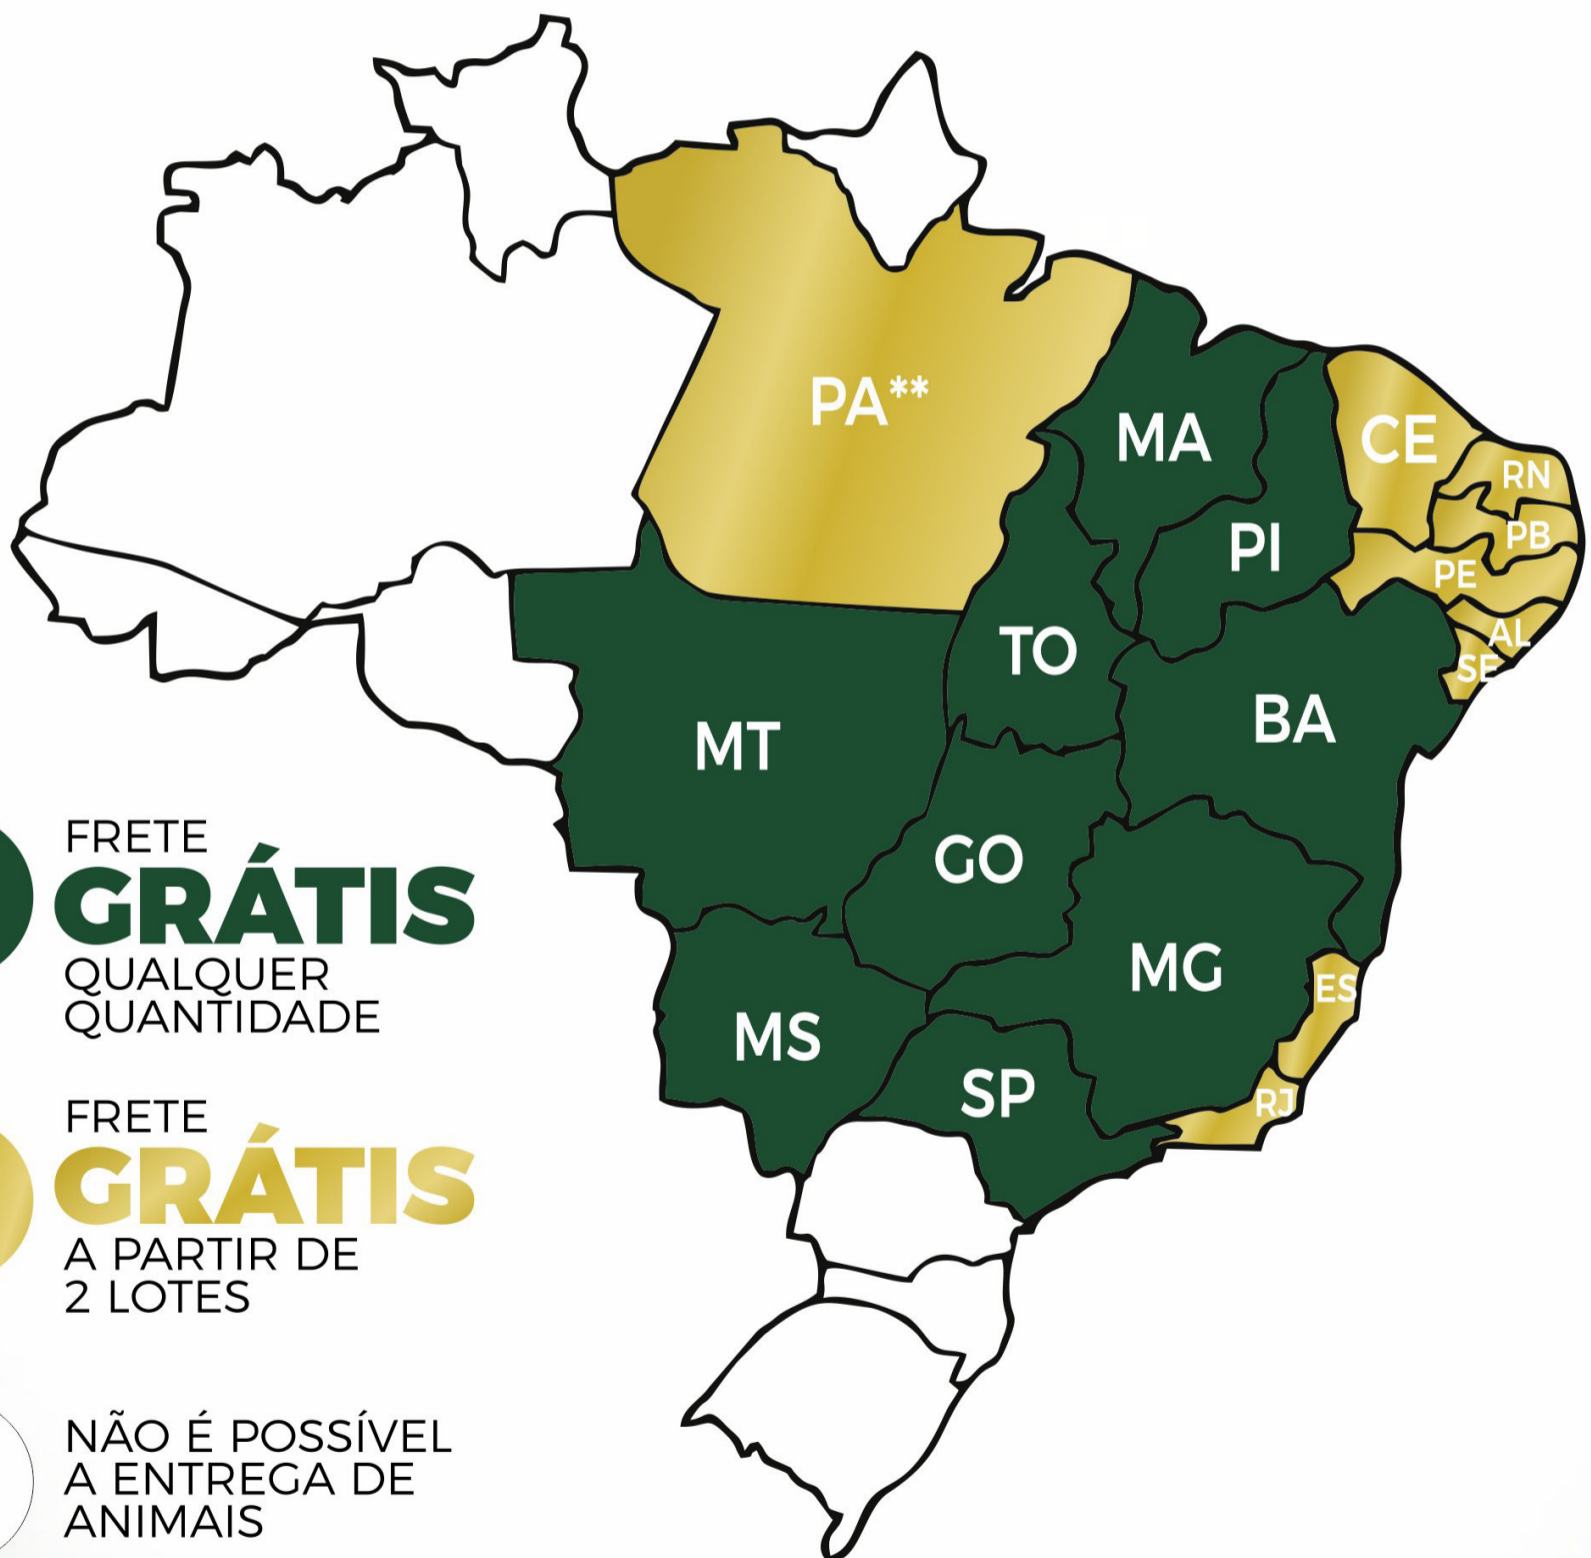 PA**
MA
CE
RN
PB
PI
PE
AL
SE
TO
BA
MT
GO
MG
ES
MS
SP
RJ
FRETE
GRÁTIS
QUALQUER
QUANTIDADE
FRETE
GRÁTIS
A PARTIR DE
2 LOTES
NÃO É POSSÍVEL
A ENTREGA DE
ANIMAIS